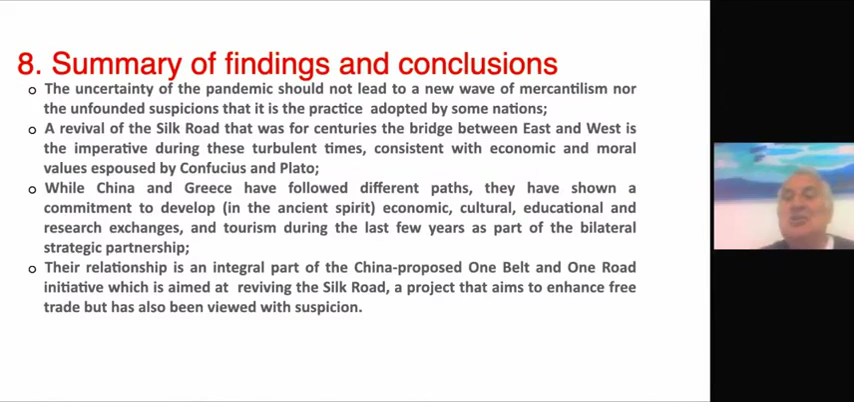 8. Summary of findings and conclusions
o The uncertainty of the pandemic should not lead to a new wave of mercantilism nor
the unfounded suspicions that it is the practice adopted by some nations;
o A revival of the Silk Road that was for centuries the bridge between East and West is
the imperative during these turbulent times, consistent with economic and moral
values espoused by Confucius and Plato;
o While China and Greece have followed different paths, they have shown a
commitment to develop (in the ancient spirit) economic, cultural, educational and
research exchanges, and tourism during the last few years as part of the bilateral
strategic partnership;
o Their relationship is an integral part of the China-proposed One Belt and One Road
initiative which is aimed at reviving the Silk Road, a project that aims to enhance free
trade but has also been viewed with suspicion.